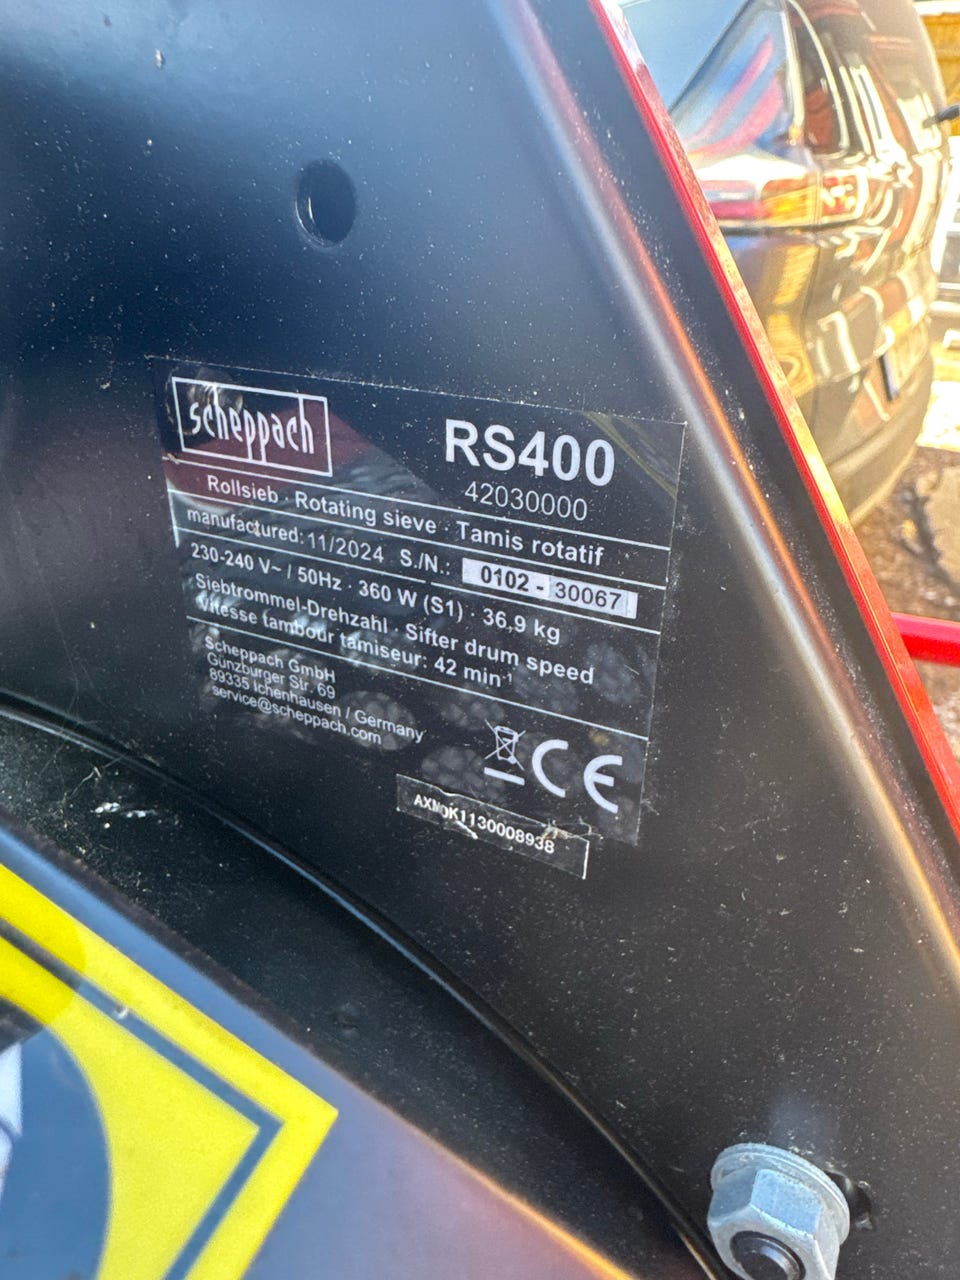 scheppach
RS400
42030000
Rollsieb · Rotating sieve · Tamis rotatif
manufactured: 11/2024 S./N.: 0102 - 30067
230-240 V~ / 50Hz · 360 W (S1) · 36,9 kg
Siebtrommel-Drehzahl · Sifter drum speed
Vitesse tambour tamiseur: 42 min⁻¹
Scheppach GmbH
Günzburger Str. 69
89335 Ichenhausen / Germany
service@scheppach.com
CE